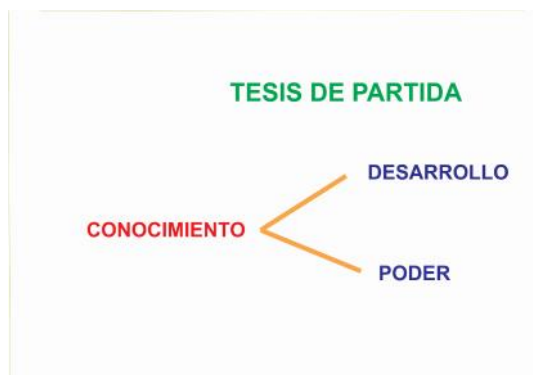 TESIS DE PARTIDA
DESARROLLO
CONOCIMIENTO
PODER